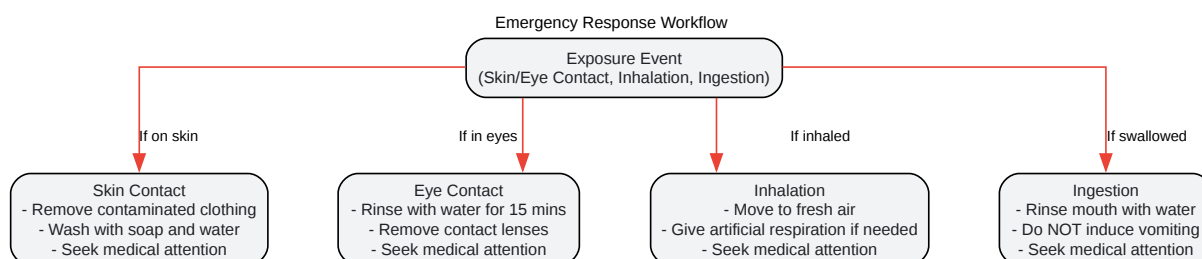 Emergency Response Workflow
Exposure Event
(Skin/Eye Contact, Inhalation, Ingestion)
If on skin
If in eyes
If inhaled
If swallowed
Skin Contact
- Remove contaminated clothing
- Wash with soap and water
- Seek medical attention
Eye Contact
- Rinse with water for 15 mins
- Remove contact lenses
- Seek medical attention
Inhalation
- Move to fresh air
- Give artificial respiration if needed
- Seek medical attention
Ingestion
- Rinse mouth with water
- Do NOT induce vomiting
- Seek medical attention